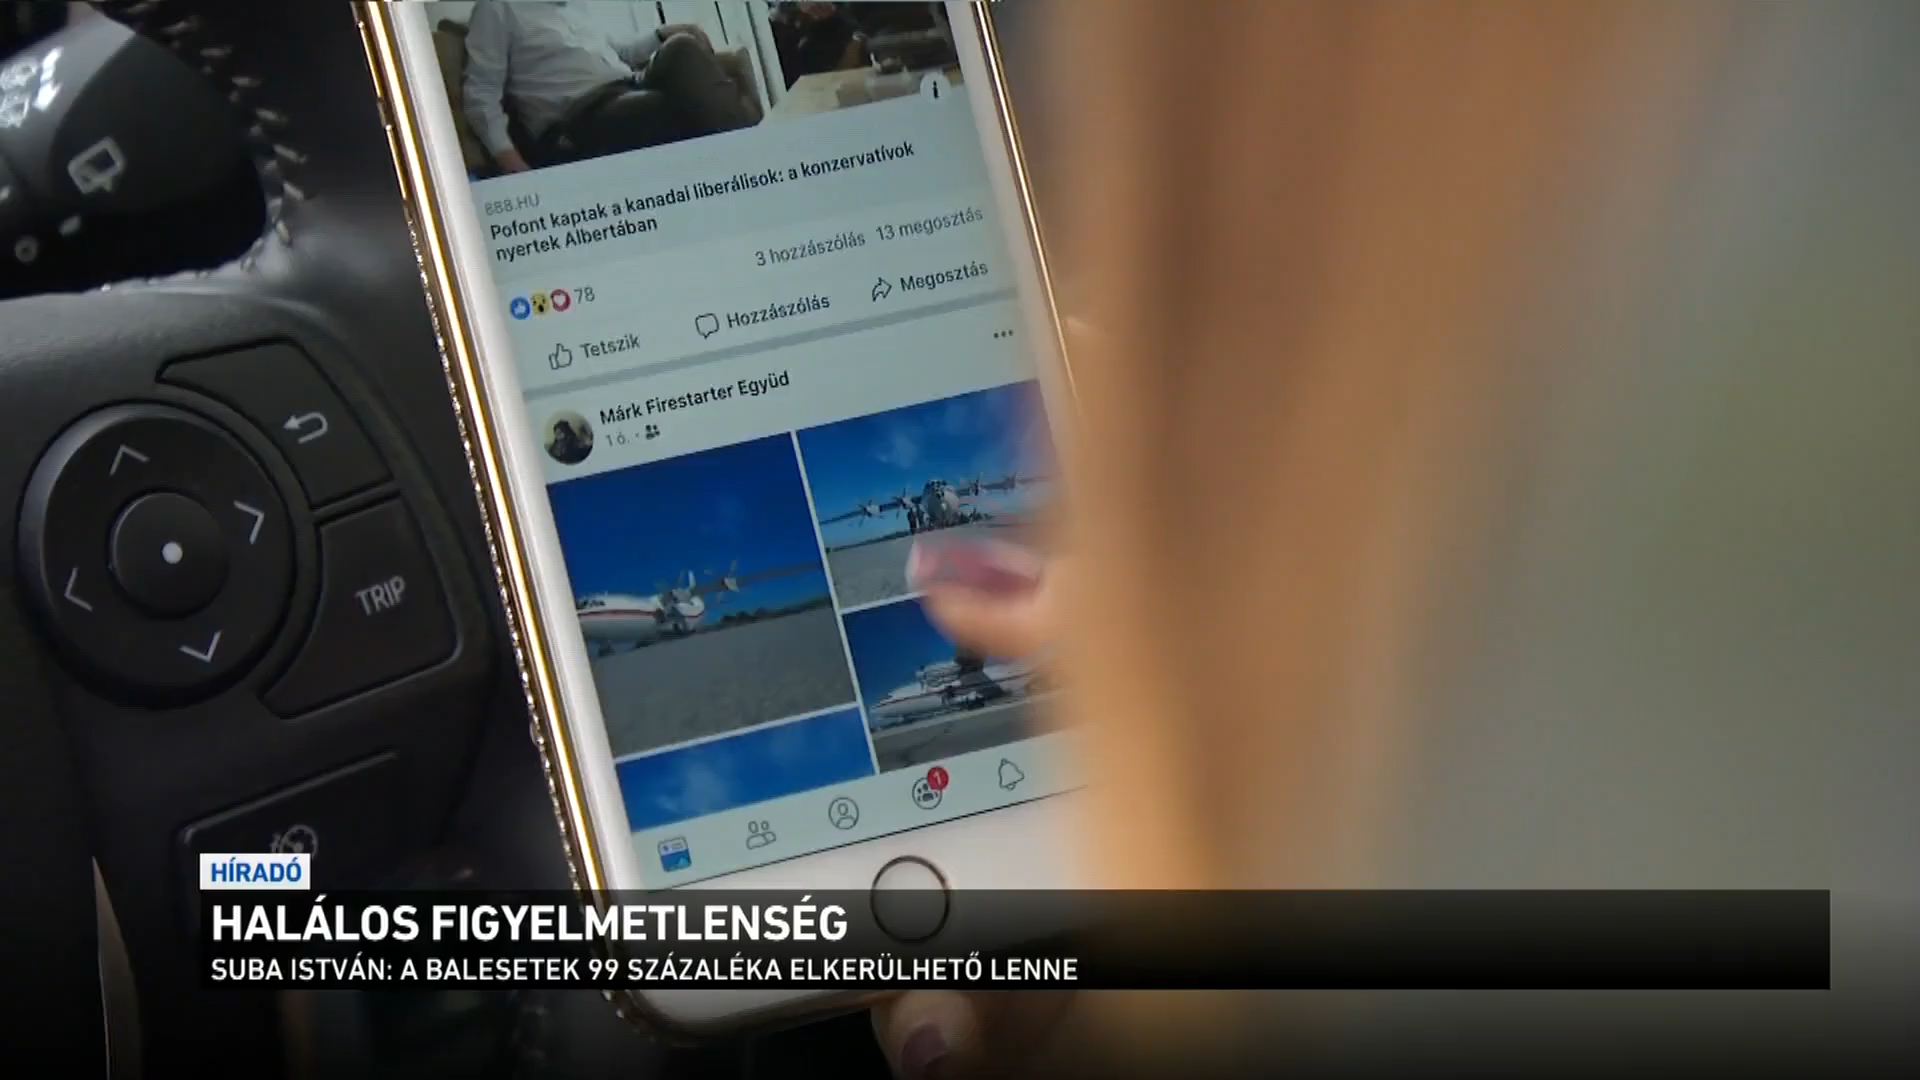 888.HU
Pofont kaptak a kanadai liberálisok: a konzervatívok
nyertek Albertában
78
3 hozzászólás 13 megosztás
Tetszik
Hozzászólás
Megosztás
Márk Firestarter Együd
1 ó.
1
TRIP
HÍRADÓ
HALÁLOS FIGYELMETLENSÉG
SUBA ISTVÁN: A BALESETEK 99 SZÁZALÉKA ELKERÜLHETŐ LENNE